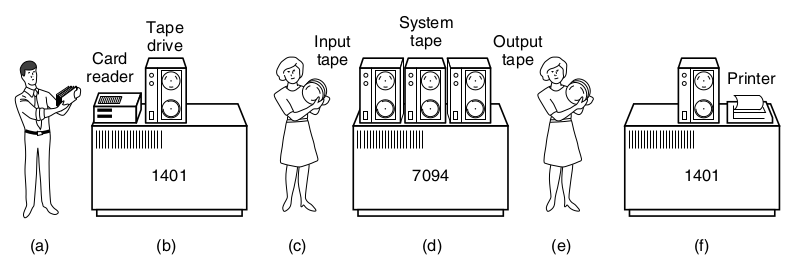 Tape
drive
Card
reader
1401
Input
tape
System
tape
Output
tape
7094
Printer
1401
(a)
(b)
(c)
(d)
(e)
(f)